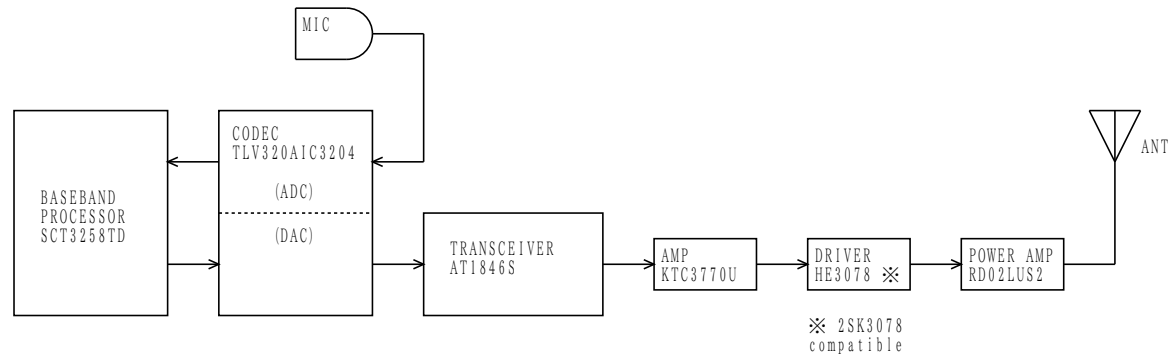 MIC
CODEC
TLV320AIC3204
(ADC)
(DAC)
BASEBAND
PROCESSOR
SCT3258TD
TRANSCEIVER
AT1846S
AMP
KTC3770U
DRIVER
HE3078 ※
POWER AMP
RD02LUS2
ANT
※ 2SK3078
compatible